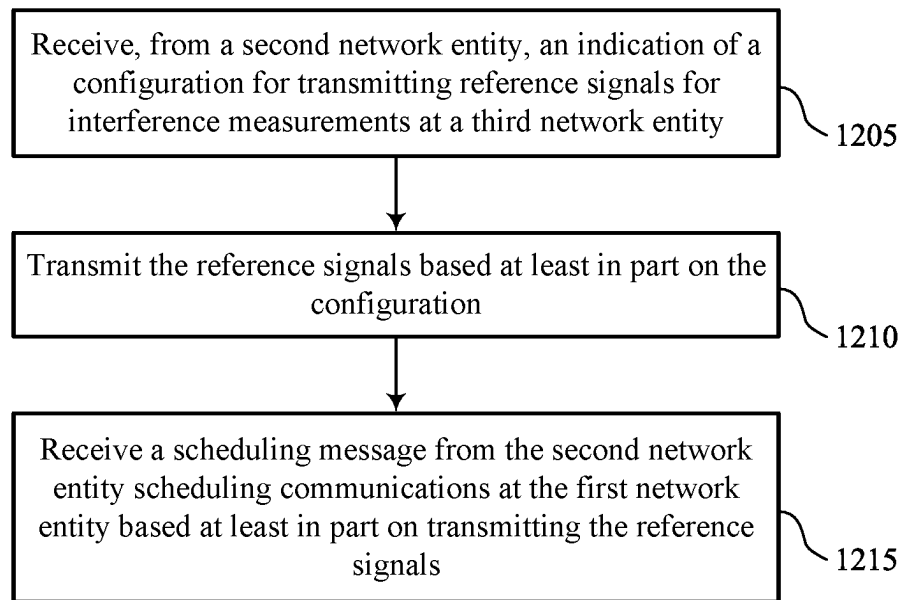 Receive, from a second network entity, an indication of a
configuration for transmitting reference signals for
interference measurements at a third network entity
1205
Transmit the reference signals based at least in part on the
configuration
1210
Receive a scheduling message from the second network
entity scheduling communications at the first network
entity based at least in part on transmitting the reference
signals
1215